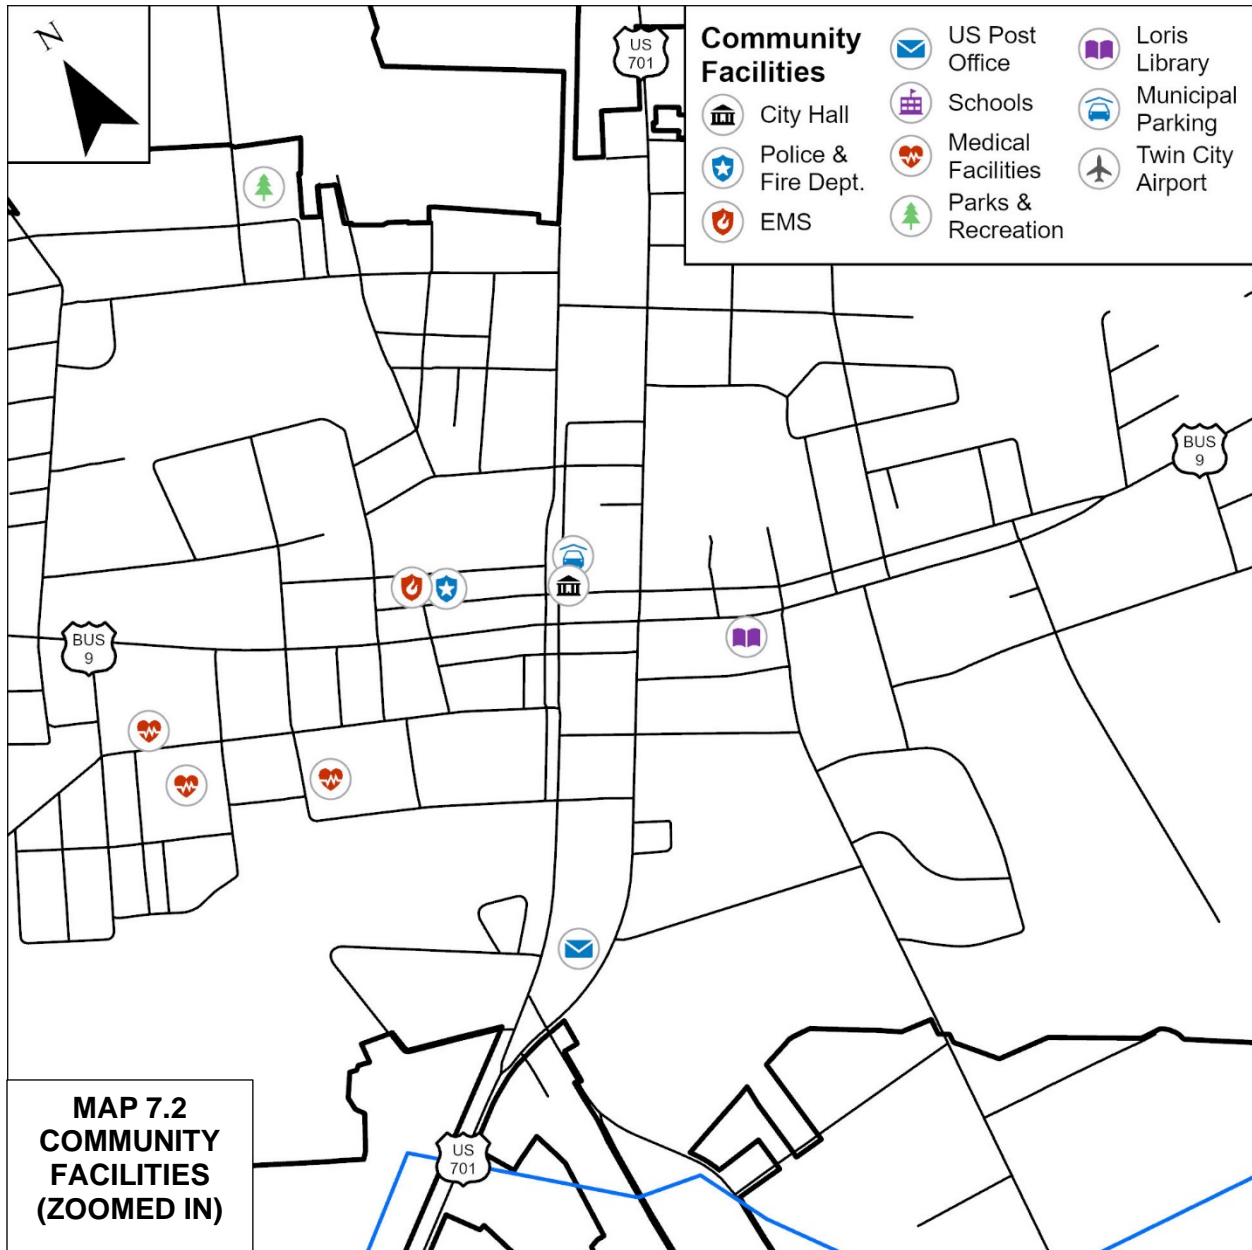 N
US
701
Community
Facilities
City Hall
Police &
Fire Dept.
EMS
US Post
Office
Schools
Medical
Facilities
Parks &
Recreation
Loris
Library
Municipal
Parking
Twin City
Airport
BUS
9
BUS
9
US
701
MAP 7.2
COMMUNITY
FACILITIES
(ZOOMED IN)